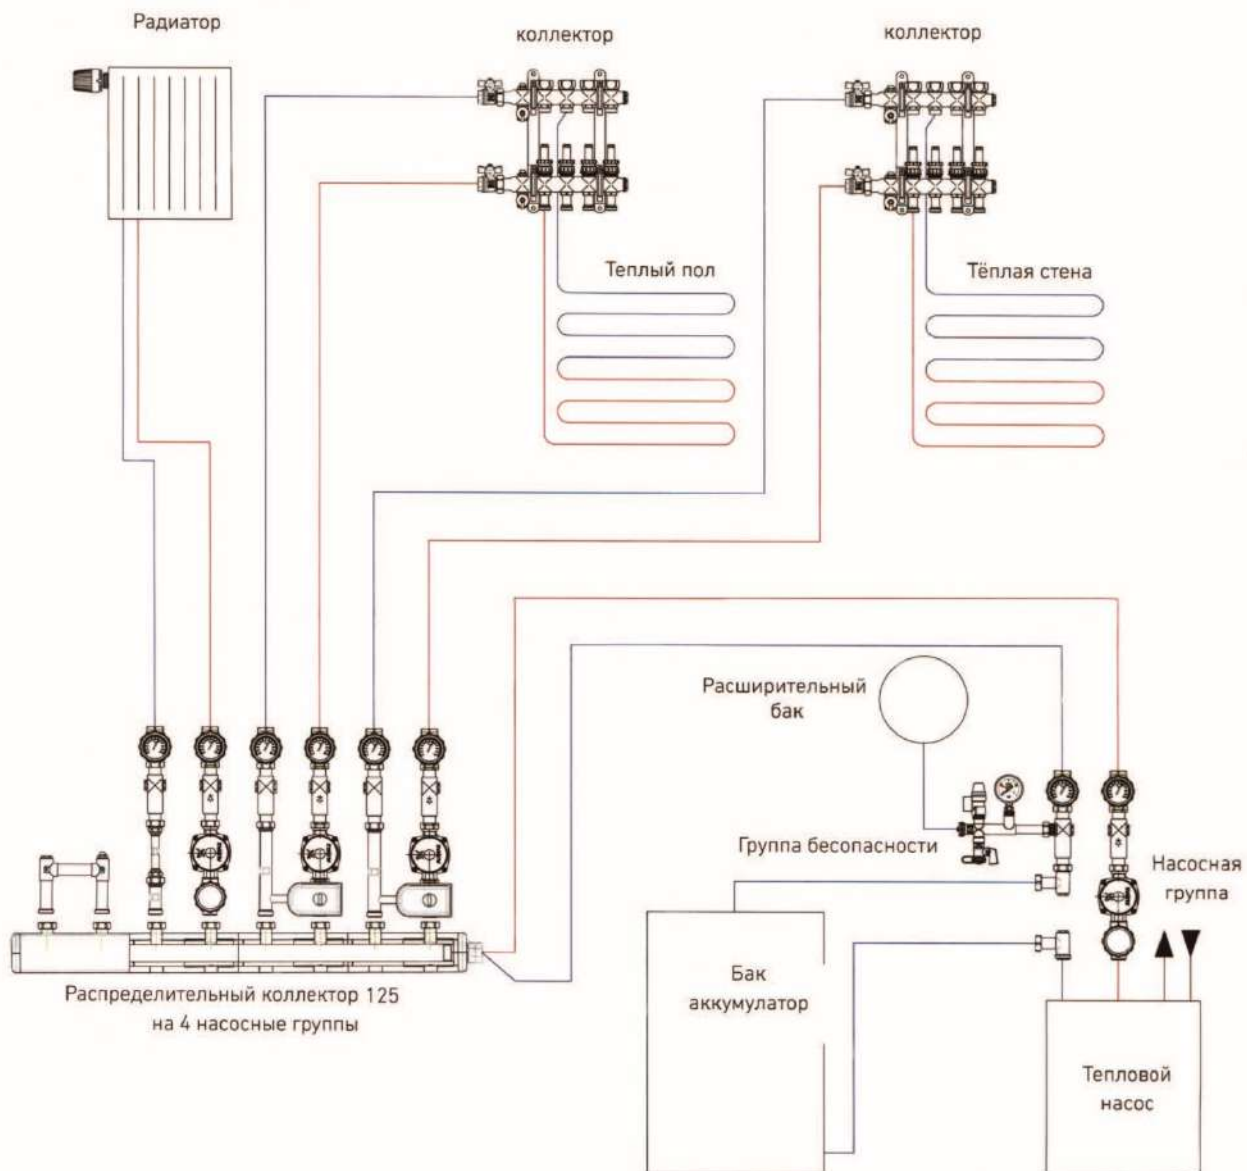 Радиатор
коллектор
коллектор
Теплый пол
Тёплая стена
Расширительный
бак
Группа бесопасности
Насосная
группа
Бак
аккумулатор
Распределительный коллектор 125
на 4 насосные группы
Тепловой
насос